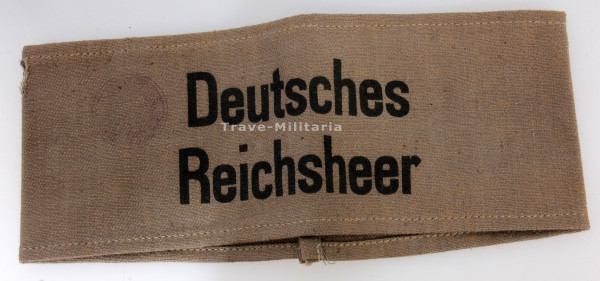 Deutsches
Trave-Militaria
Reichsheer